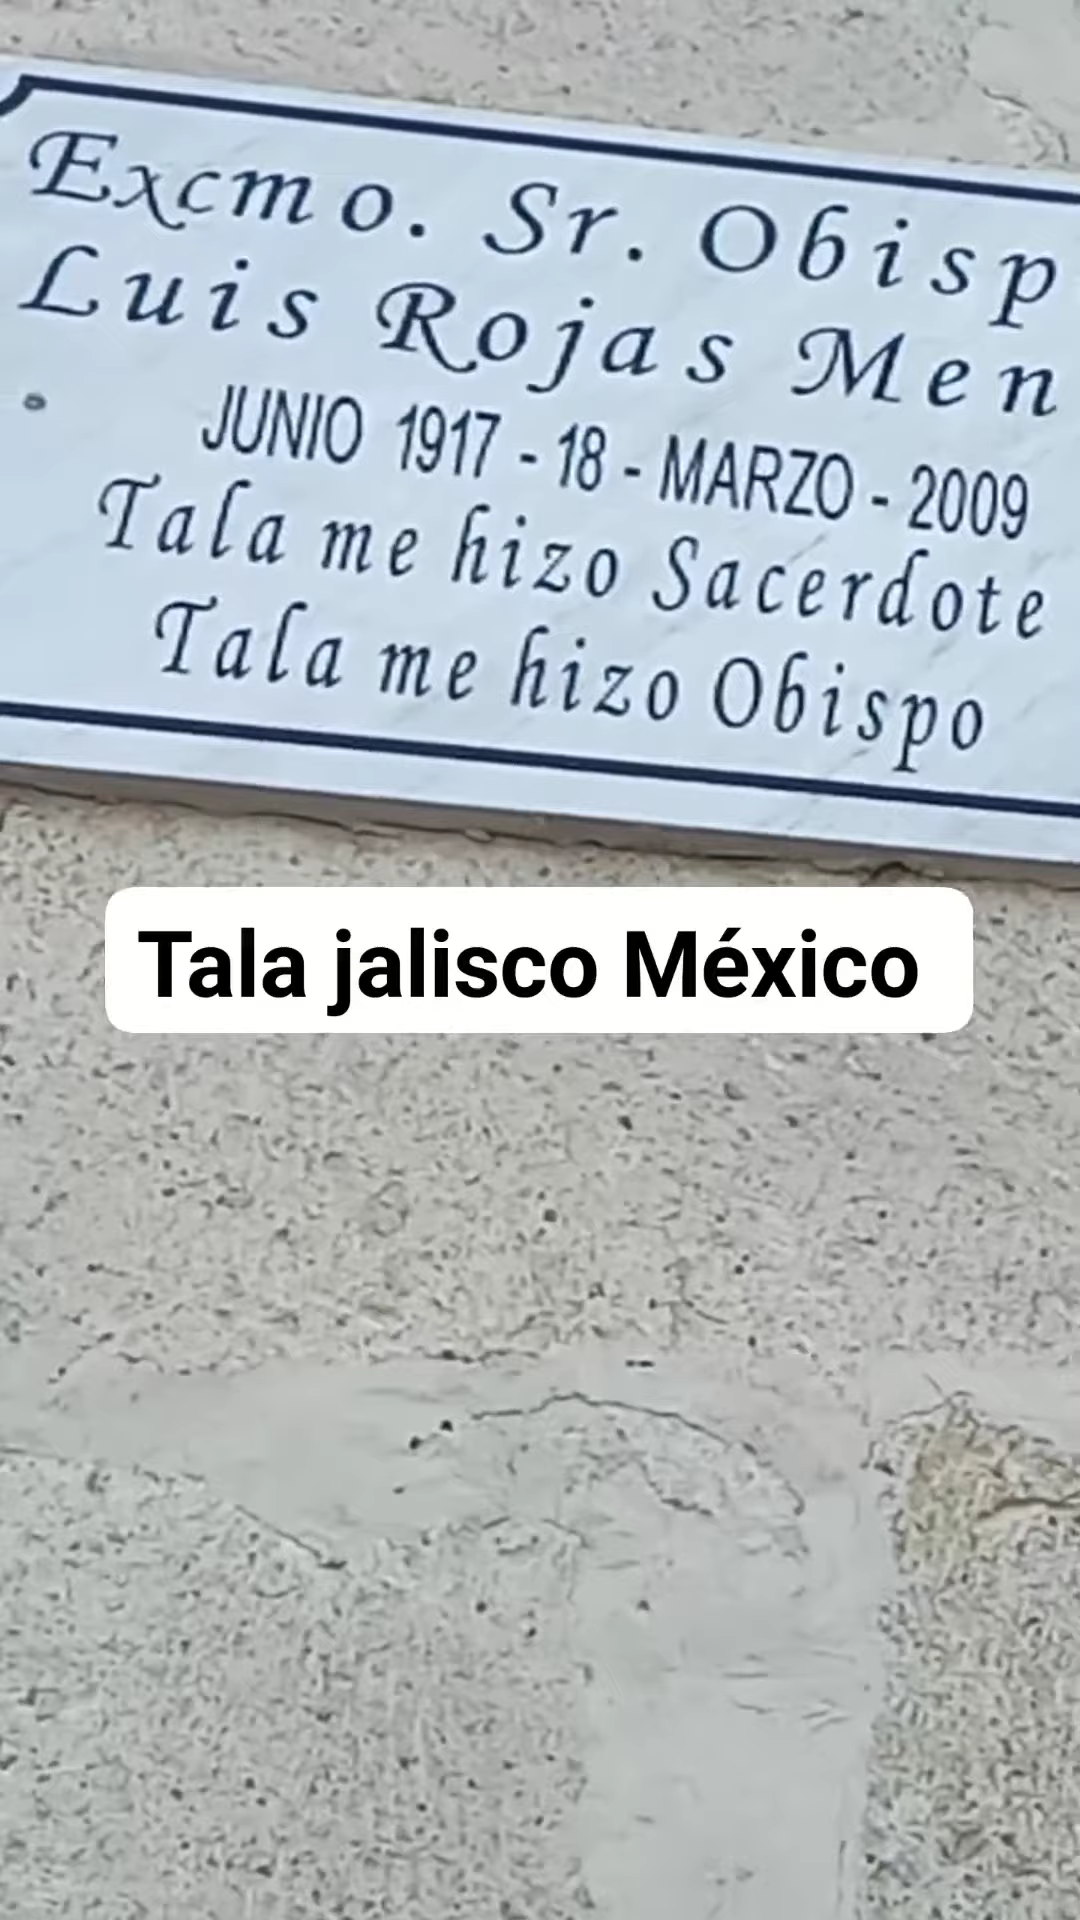 Excmo. Sr. Obisp
Luis Rojas Men
JUNIO 1917 - 18 - MARZO - 2009
Tala me hizo Sacerdote
Tala me hizo Obispo
Tala jalisco México